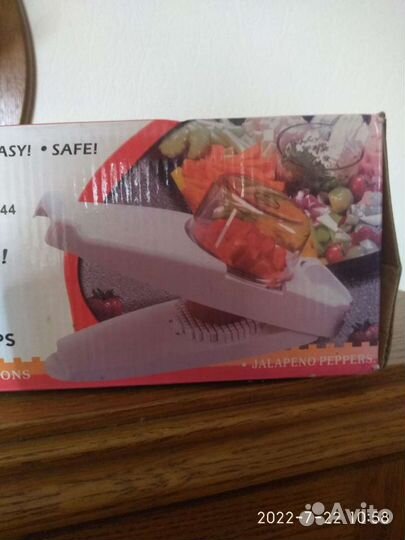 ASY! • SAFE!
44
!
PS
ONS
• JALAPENO PEPPERS
2022-7-22 10:58
Avito